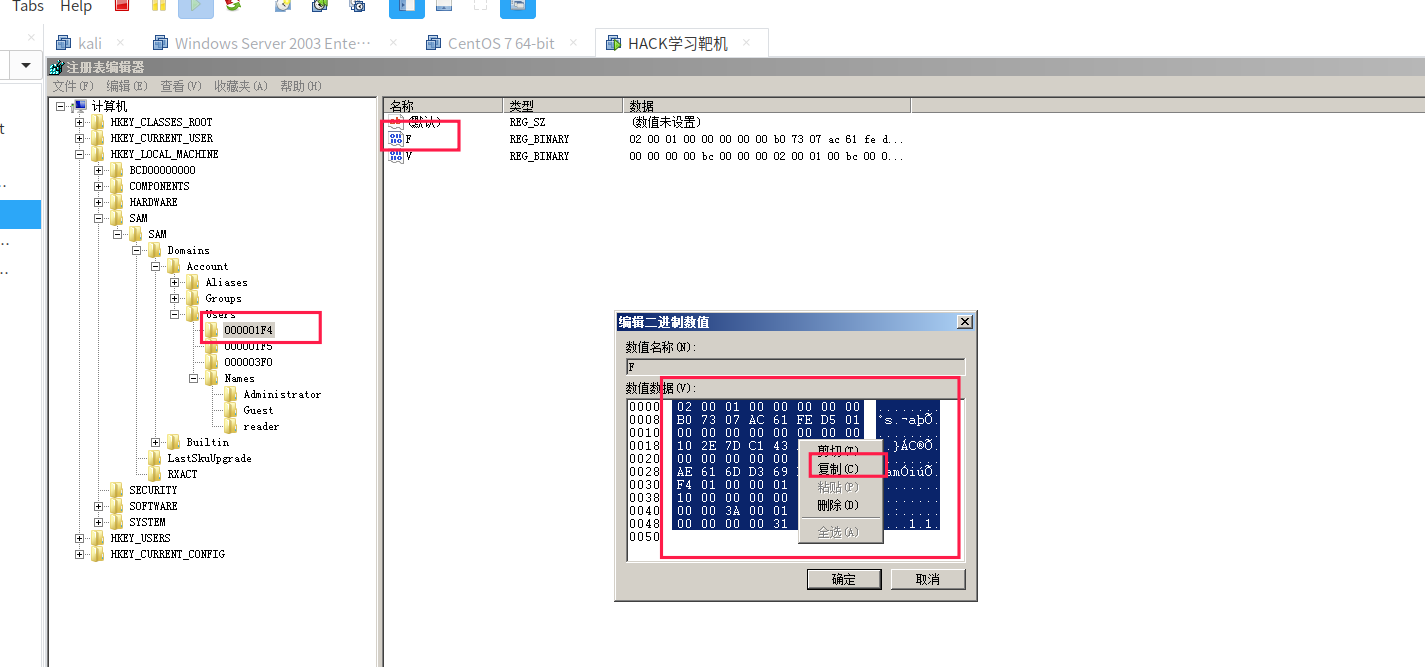 Tabs Help
kali × Windows Server 2003 Ente··· × CentOS 7 64-bit × HACK学习靶机 ×
注册表编辑器
文件(F) 编辑(E) 查看(V) 收藏夹(A) 帮助(H)
计算机
HKEY_CLASSES_ROOT
HKEY_CURRENT_USER
HKEY_LOCAL_MACHINE
BCD00000000
COMPONENTS
HARDWARE
SAM
SAM
Domains
Account
Aliases
Groups
Users
000001F4
000001F5
000003F0
Names
Administrator
Guest
reader
Builtin
LastSkuUpgrade
RXACT
SECURITY
SOFTWARE
SYSTEM
HKEY_USERS
HKEY_CURRENT_CONFIG
名称 类型 数据
(默认) REG_SZ (数值未设置)
F REG_BINARY 02 00 01 00 00 00 00 00 b0 73 07 ac 61 fe d...
V REG_BINARY 00 00 00 00 bc 00 00 00 02 00 01 00 bc 00 0...
编辑二进制数值
数值名称(N):
F
数值数据(V):
0000 02 00 01 00 00 00 00 00 ........
0008 B0 73 07 AC 61 FE D5 01 °s.¬aþÕ.
0010 00 00 00 00 00 00 00 00 ........
0018 10 2E 7D C1 43 .}ÁC®Õ
0020 00 00 00 00 00
0028 AE 61 6D D3 69 amÓiúÕ.
0030 F4 01 00 00 01
0038 10 00 00 00 00
0040 00 00 3A 00 01
0048 00 00 00 00 31 ..1.1.
0050
剪切(T)
复制(C)
粘贴(P)
删除(D)
全选(A)
确定 取消